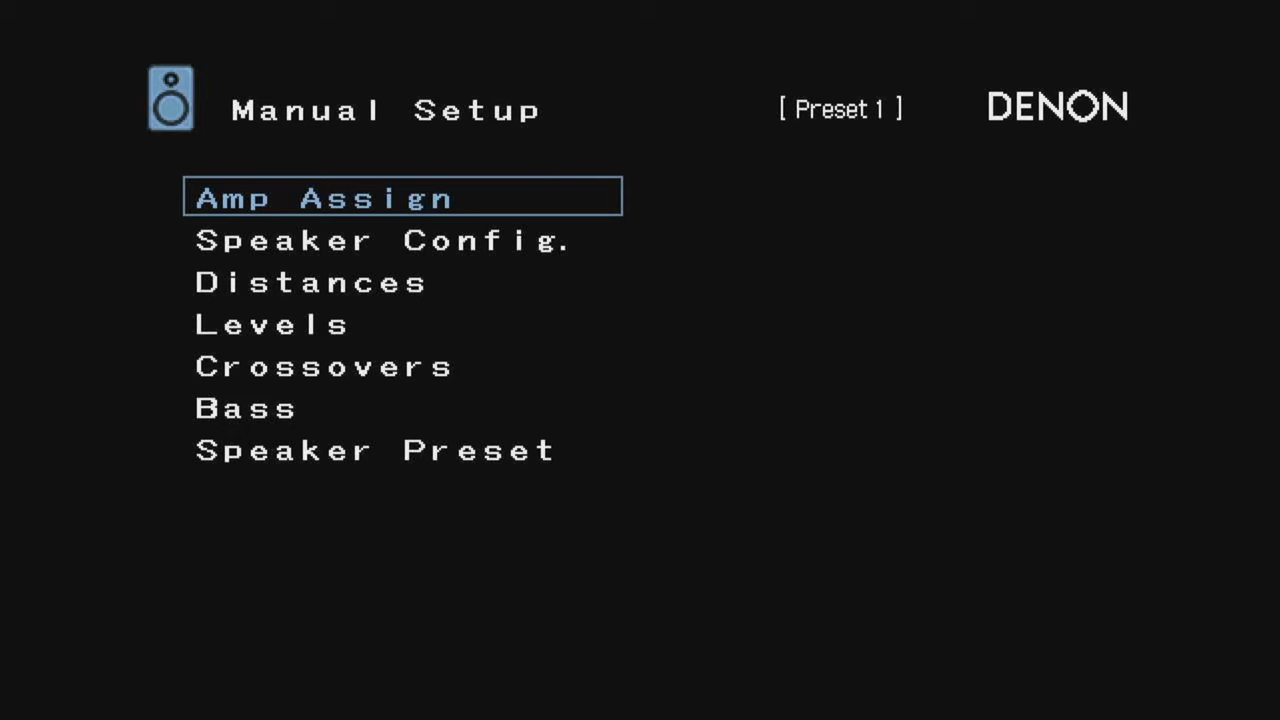 Manual Setup
[ Preset 1 ]
DENON
Amp Assign
Speaker Config.
Distances
Levels
Crossovers
Bass
Speaker Preset